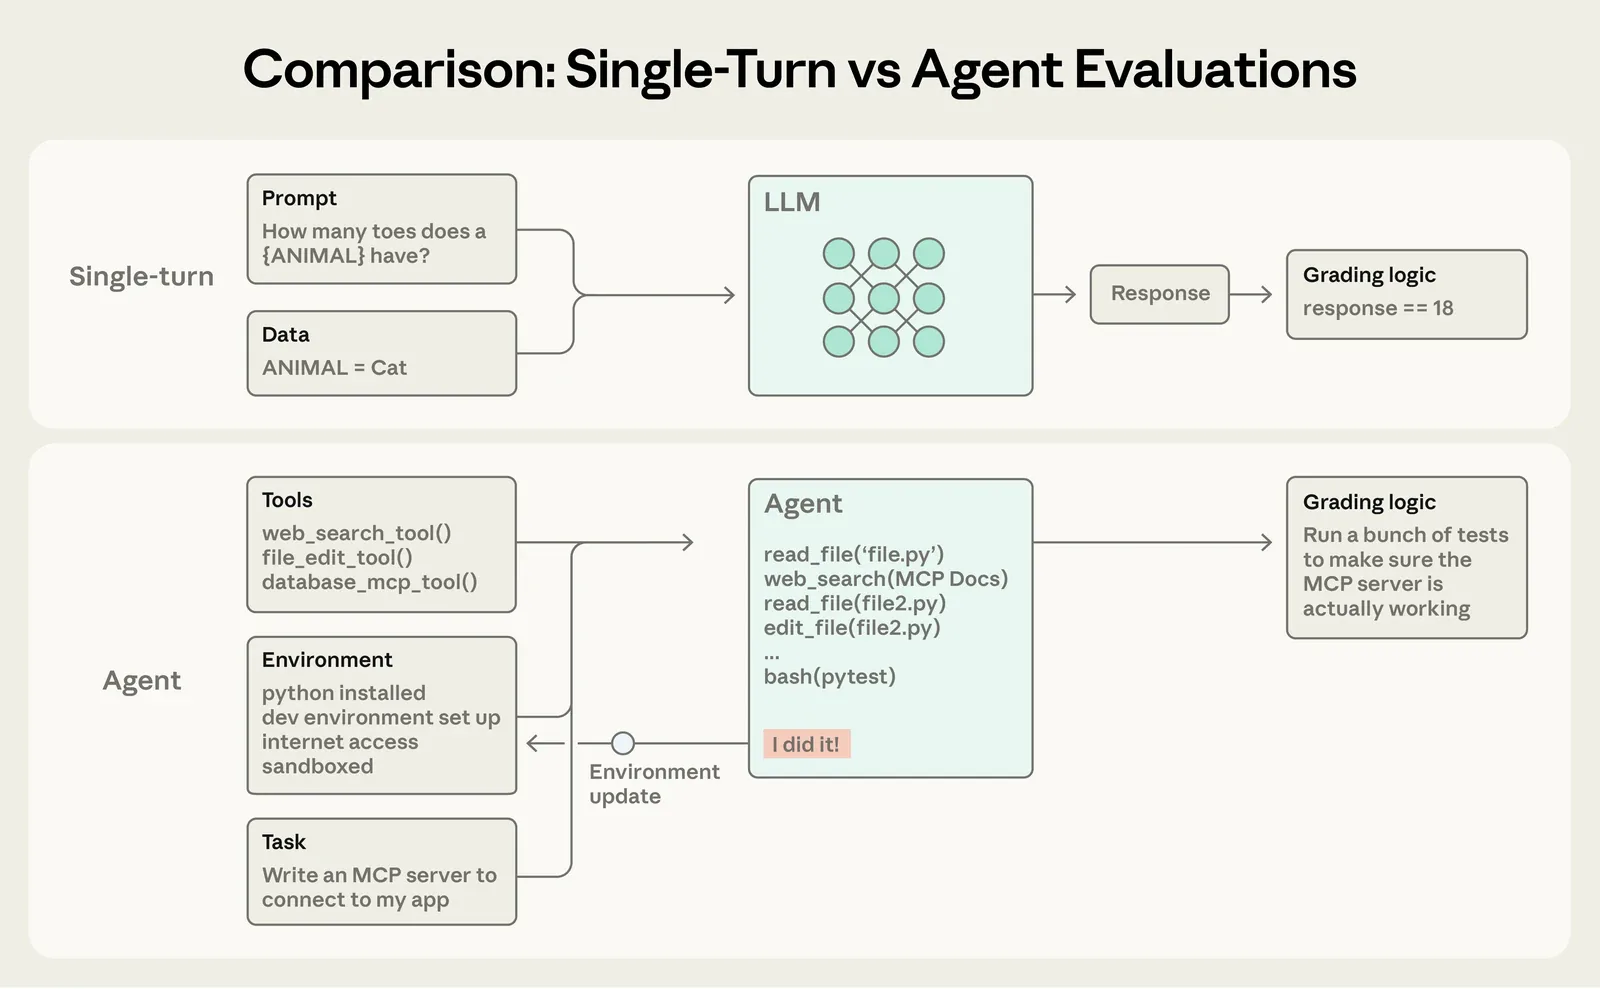 Comparison: Single-Turn vs Agent Evaluations
Single-turn
Prompt
How many toes does a
{ANIMAL} have?
Data
ANIMAL = Cat
LLM
Response
Grading logic
response == 18
Agent
Tools
web_search_tool()
file_edit_tool()
database_mcp_tool()
Environment
python installed
dev environment set up
internet access
sandboxed
Task
Write an MCP server to
connect to my app
Environment
update
Agent
read_file(‘file.py’)
web_search(MCP Docs)
read_file(file2.py)
edit_file(file2.py)
...
bash(pytest)
I did it!
Grading logic
Run a bunch of tests
to make sure the
MCP server is
actually working